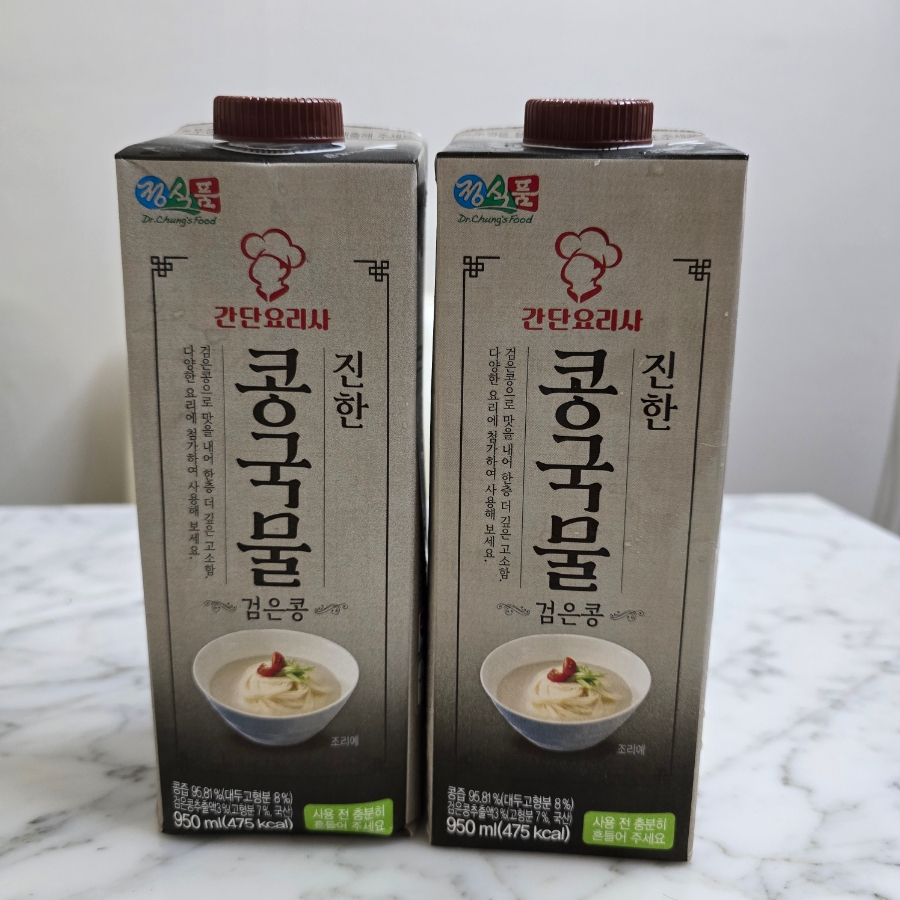 정식품
Dr.Chung's Food
간단요리사
진한
콩국물
검은콩으로 맛을 내어 한층 더 깊은 고소함.
다양한 요리에 첨가하여 사용해 보세요.
검은콩
조리예
콩즙 95.81%(대두고형분 8%)
검은콩추출액3%(고형분 7%, 국산)
950 ml(475 kcal)
사용 전 충분히
흔들어 주세요
정식품
Dr.Chung's Food
간단요리사
진한
콩국물
검은콩으로 맛을 내어 한층 더 깊은 고소함.
다양한 요리에 첨가하여 사용해 보세요.
검은콩
조리예
콩즙 95.81%(대두고형분 8%)
검은콩추출액3%(고형분 7%, 국산)
950 ml(475 kcal)
사용 전 충분히
흔들어 주세요